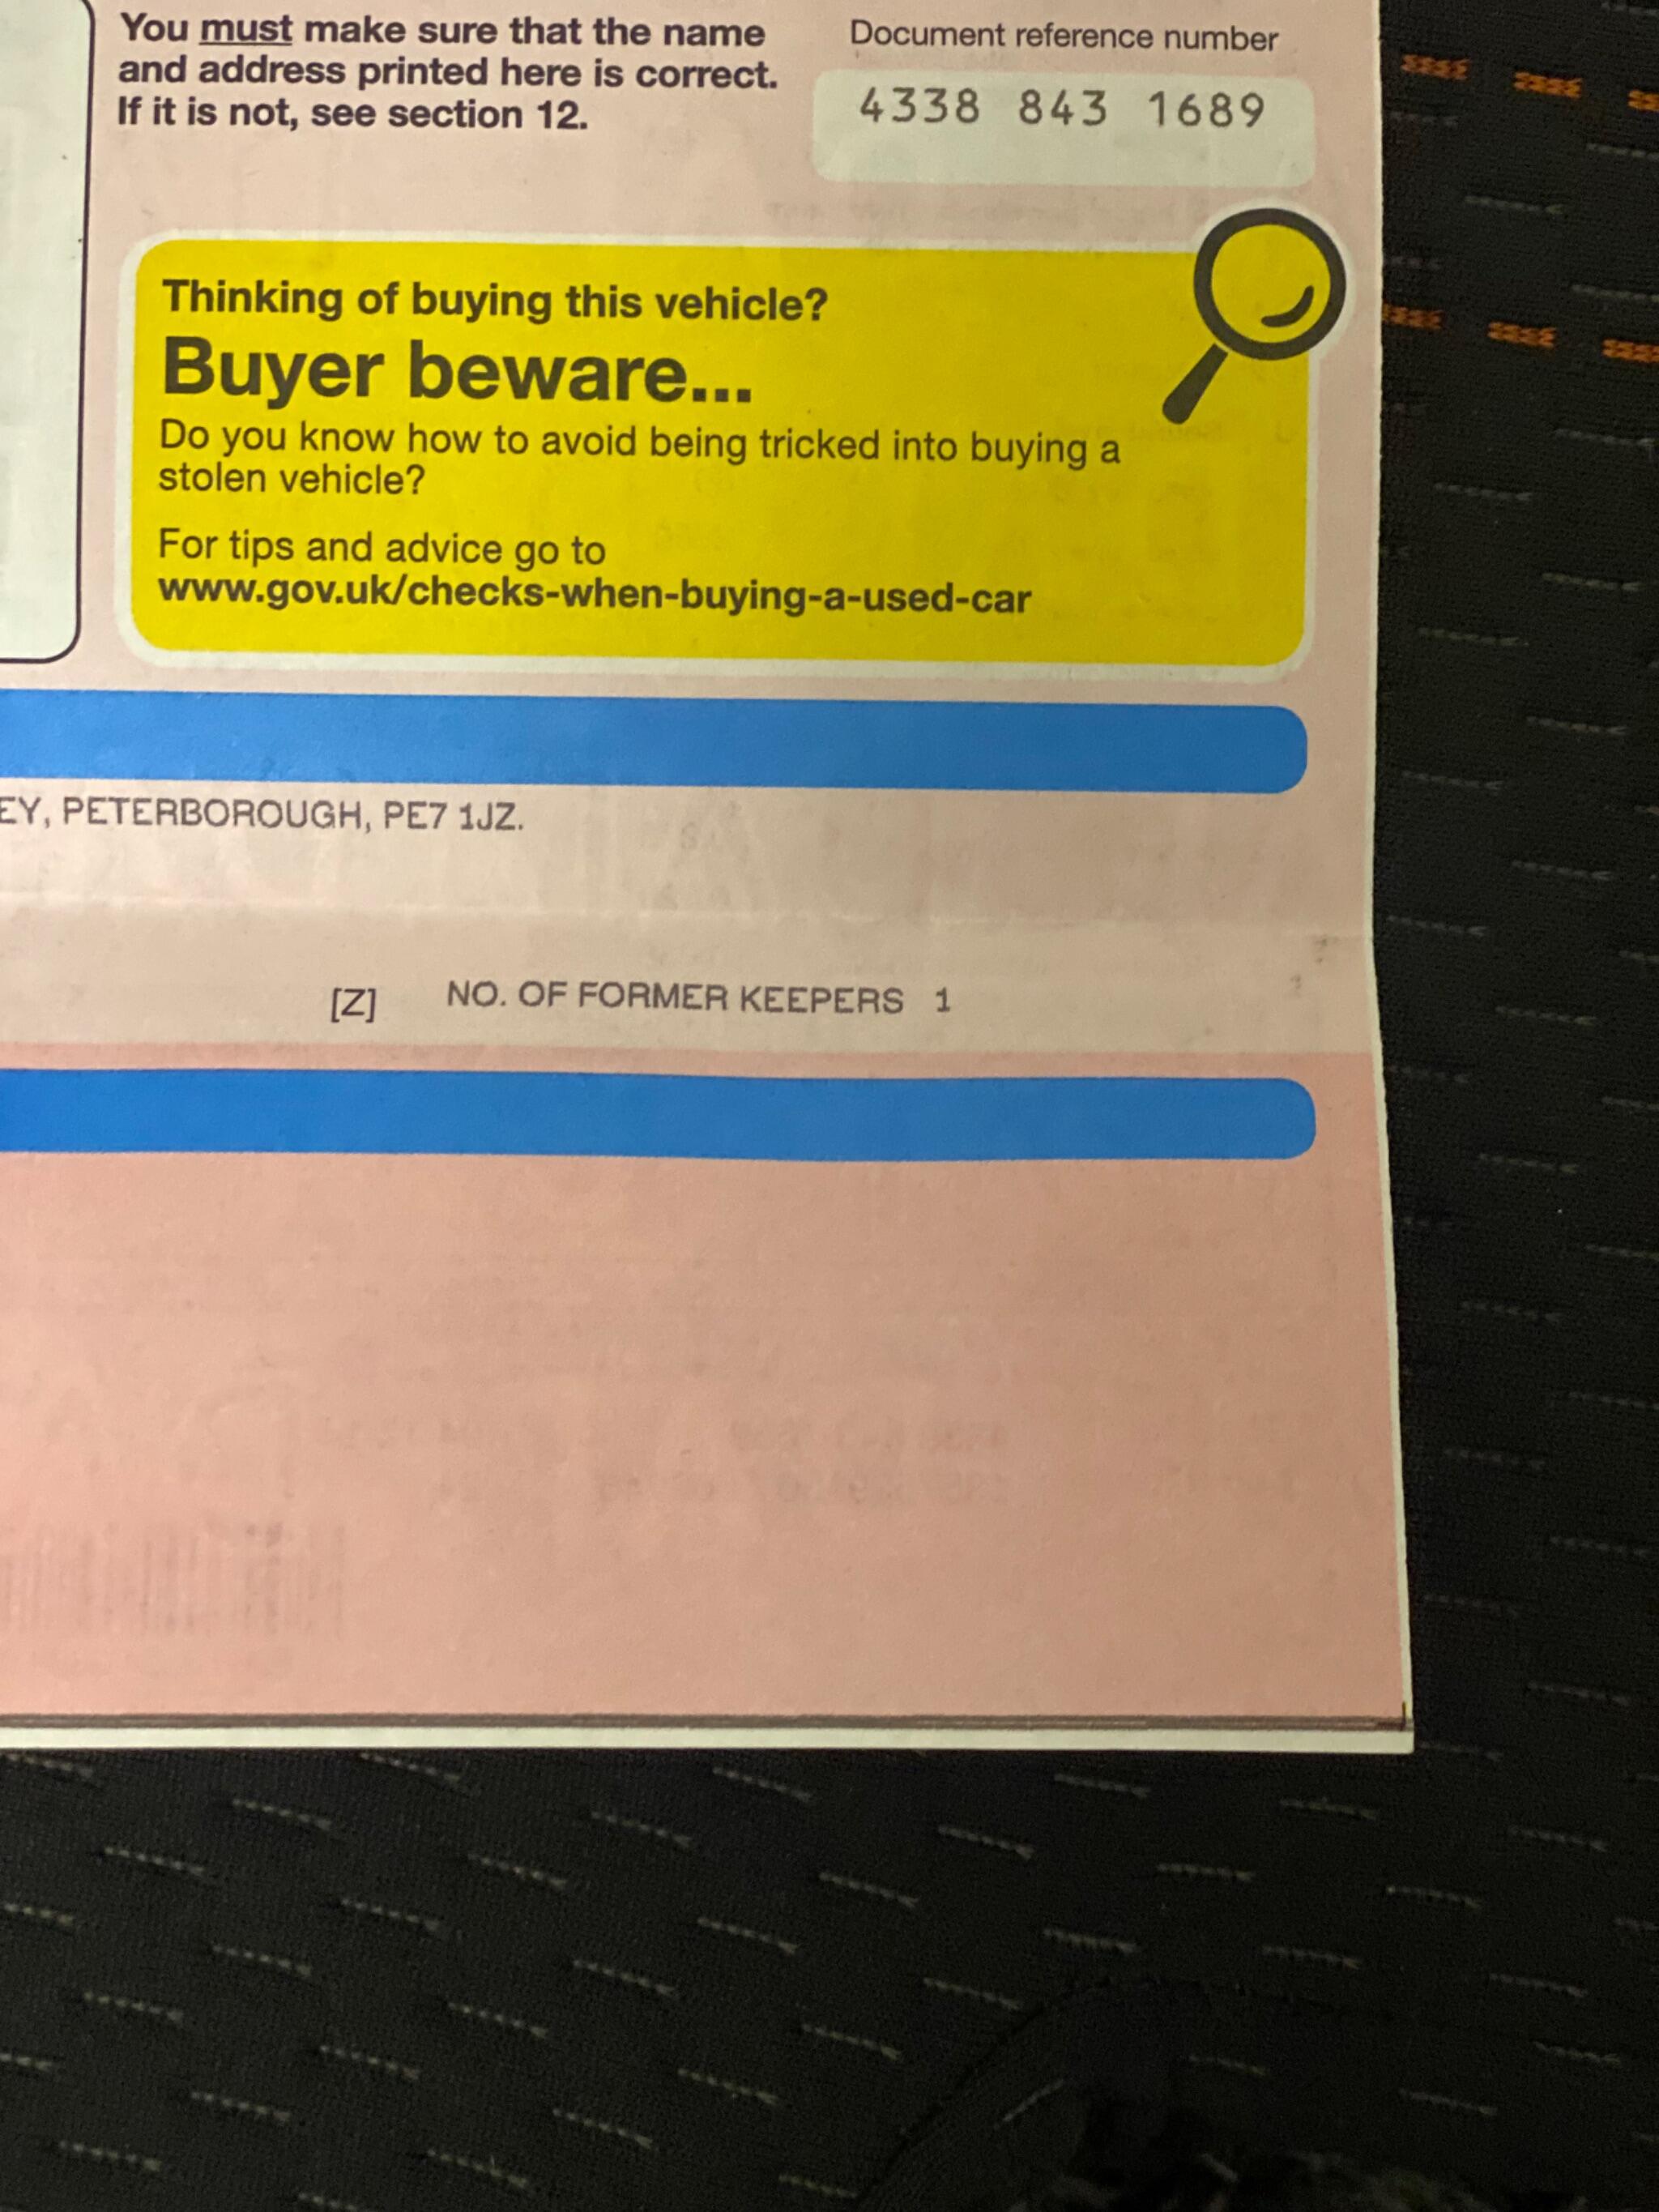 You must make sure that the name
and address printed here is correct.
If it is not, see section 12.
Document reference number
4338 843 1689
Thinking of buying this vehicle?
Buyer beware...
Do you know how to avoid being tricked into buying a
stolen vehicle?
For tips and advice go to
www.gov.uk/checks-when-buying-a-used-car
EY, PETERBOROUGH, PE7 1JZ.
[Z] NO. OF FORMER KEEPERS 1